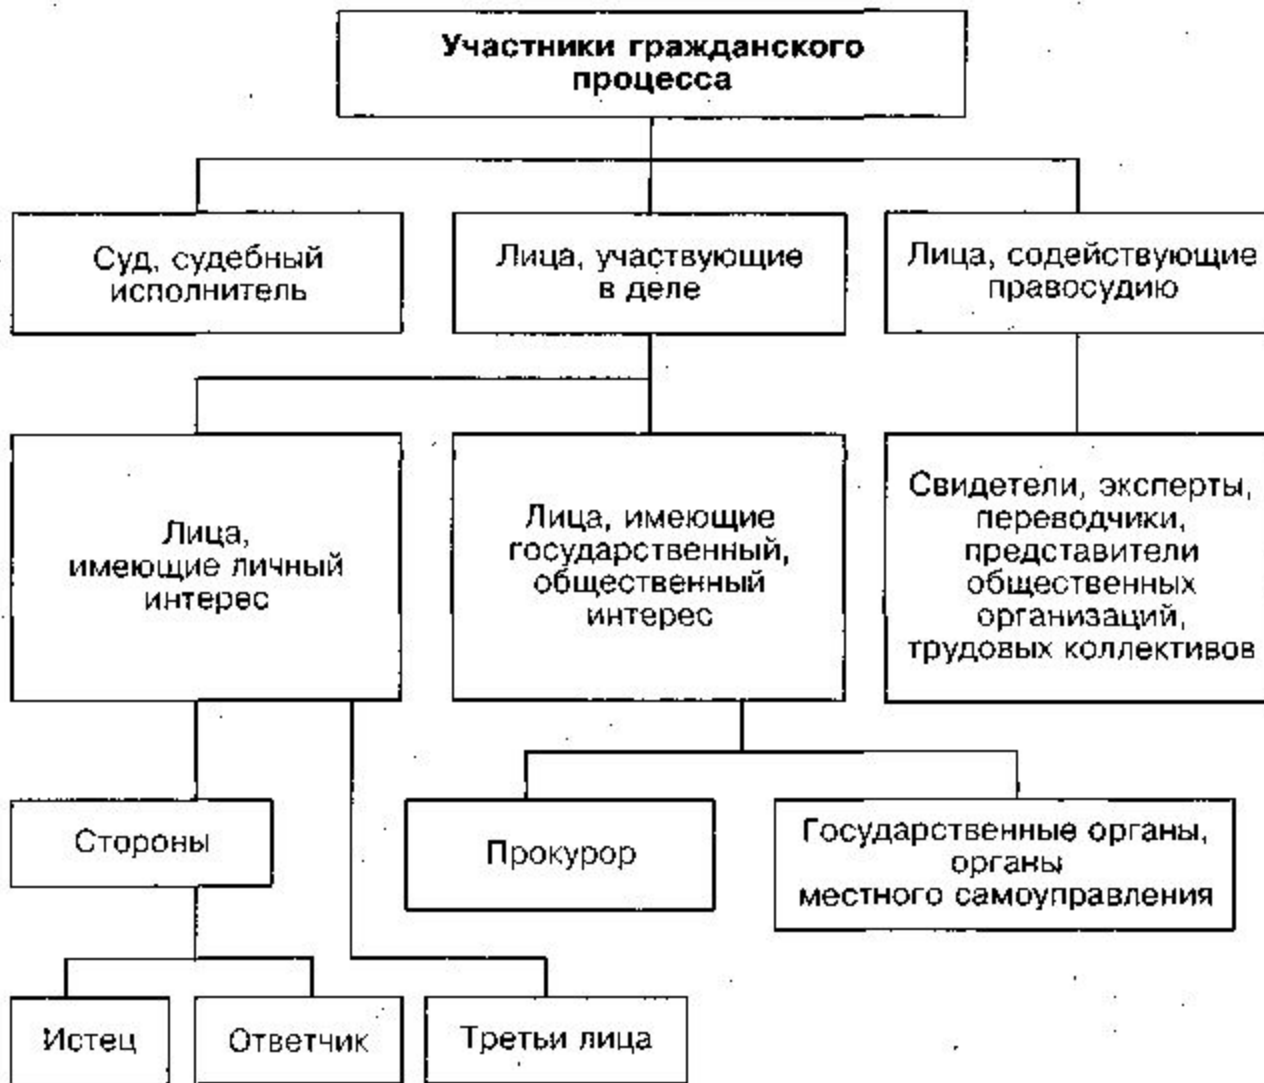 Участники гражданского
процесса
Суд, судебный
исполнитель
Лица, участвующие
в деле
Лица, содействующие
правосудию
Лица,
имеющие личный
интерес
Лица, имеющие
государственный,
общественный
интерес
Свидетели, эксперты,
переводчики,
представители
общественных
организаций,
трудовых коллективов
Стороны
Прокурор
Государственные органы,
органы
местного самоуправления
Истец
Ответчик
Третьи лица